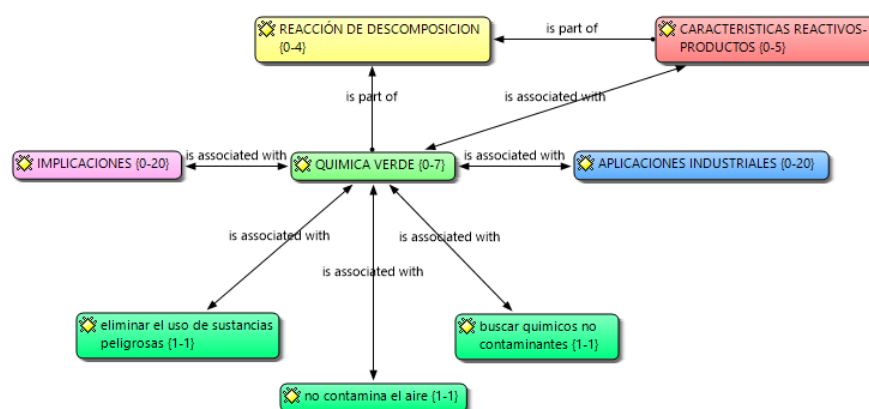 REACCIÓN DE DESCOMPOSICION
{0-4}
is part of
CARACTERISTICAS REACTIVOS-
PRODUCTOS {0-5}
is part of
is associated with
IMPLICACIONES {0-20}
is associated with
QUIMICA VERDE {0-7}
is associated with
APLICACIONES INDUSTRIALES {0-20}
is associated with
is associated with
is associated with
eliminar el uso de sustancias
peligrosas {1-1}
buscar quimicos no
contaminantes {1-1}
no contamina el aire {1-1}